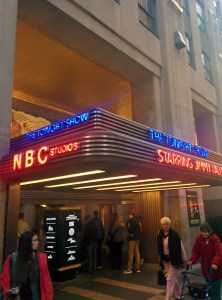 THE TONIGHT SHOW
NBC STUDIOS
THE TONIGHT SHOW
STARRING JIMMY